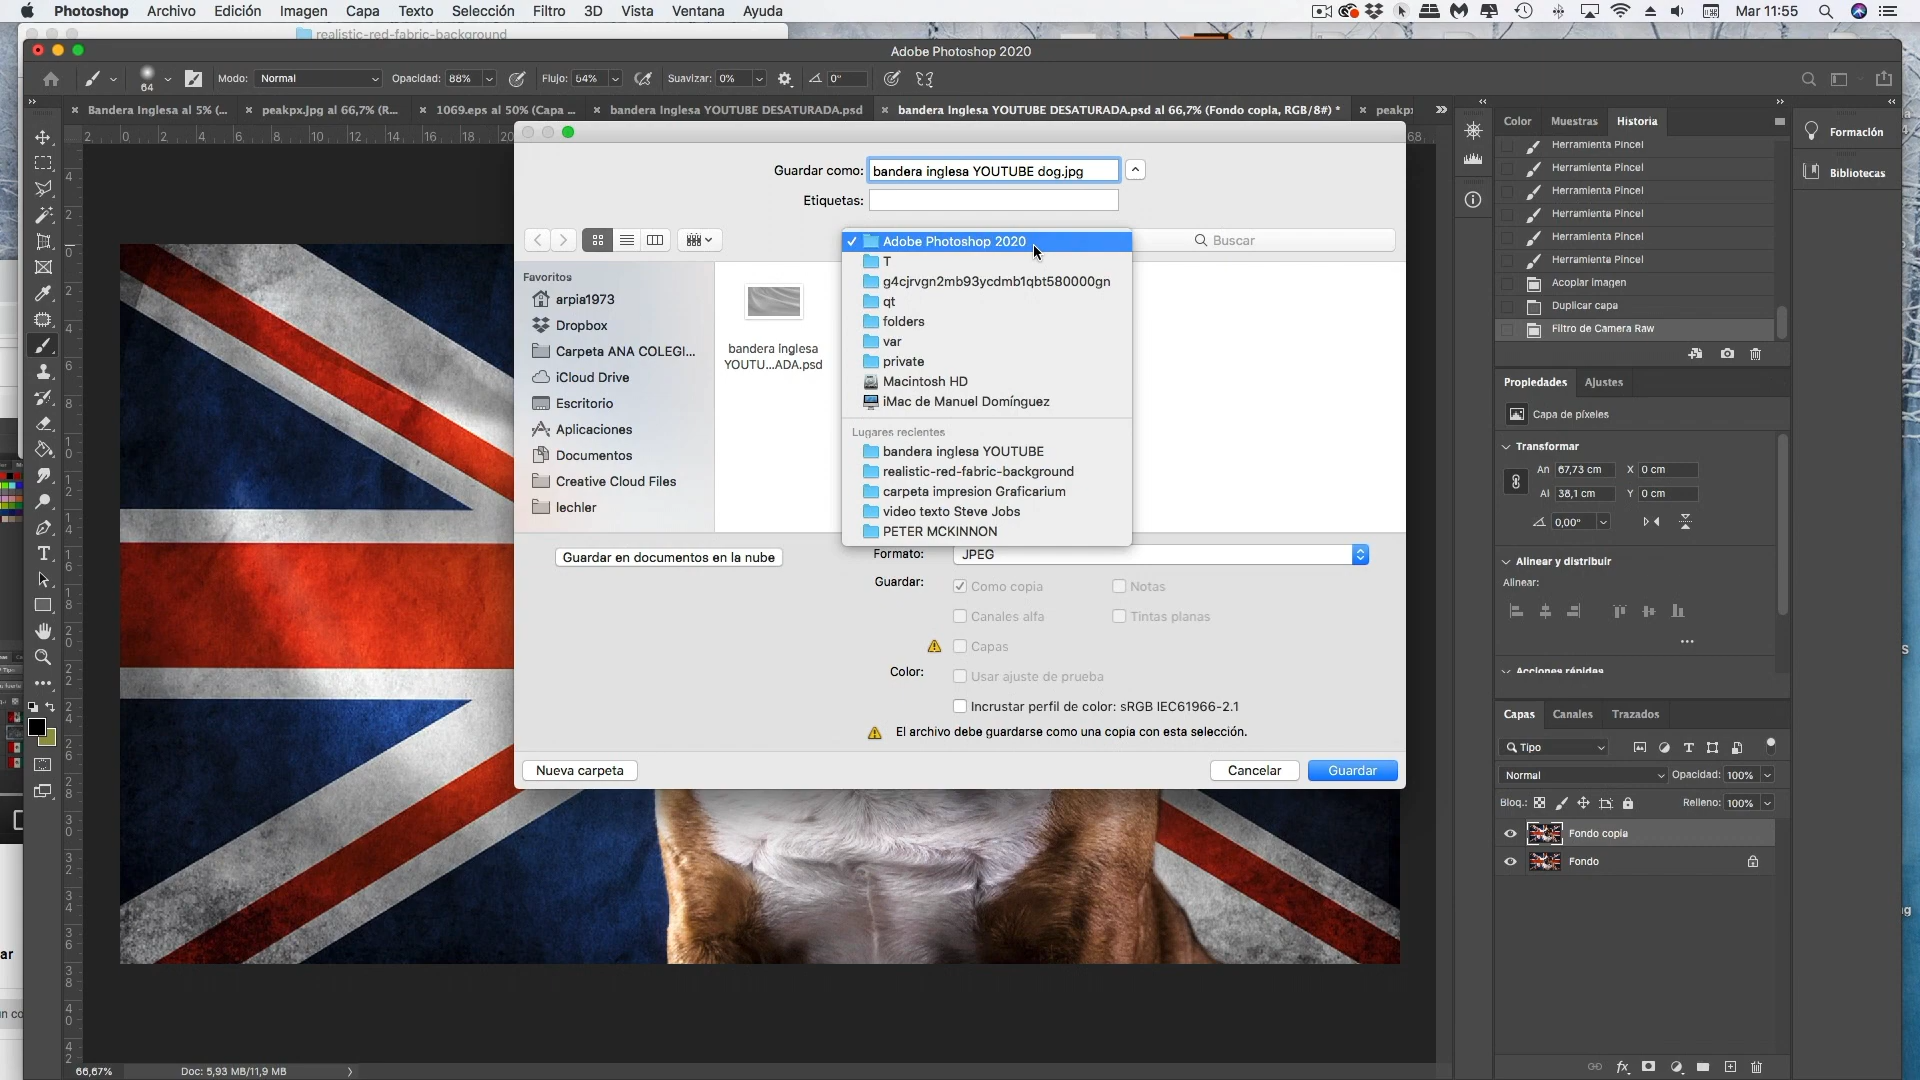 Photoshop Archivo Edición Imagen Capa Texto Selección Filtro 3D Vista Ventana Ayuda Mar 11:55
realistic-red-fabric-background
Adobe Photoshop 2020
64 Modo: Normal Opacidad: 88% Flujo: 54% Suavizar: 0% 0°
Bandera Inglesa al 5% (... peakpx.jpg al 66,7% (R... 1069.eps al 50% (Capa ... bandera inglesa YOUTUBE DESATURADA.psd bandera inglesa YOUTUBE DESATURADA.psd al 66,7% (Fondo copia, RGB/8#) * peakp
Guardar como: bandera inglesa YOUTUBE dog.jpg
Etiquetas:
Adobe Photoshop 2020
Buscar
T
g4cjrvgn2mb93ycdmb1qbt580000gn
qt
folders
var
private
Macintosh HD
iMac de Manuel Domínguez
Lugares recientes
bandera inglesa YOUTUBE
realistic-red-fabric-background
carpeta impresion Graficarium
video texto Steve Jobs
PETER MCKINNON
Favoritos
arpia1973
Dropbox
Carpeta ANA COLEGI...
iCloud Drive
Escritorio
Aplicaciones
Documentos
Creative Cloud Files
lechler
bandera inglesa
YOUTU...ADA.psd
Guardar en documentos en la nube
Formato: JPEG
Guardar: Como copia Notas
Canales alfa Tintas planas
Capas
Color: Usar ajuste de prueba
Incrustar perfil de color: sRGB IEC61966-2.1
El archivo debe guardarse como una copia con esta selección.
Nueva carpeta Cancelar Guardar
Color Muestras Historia
Herramienta Pincel
Herramienta Pincel
Herramienta Pincel
Herramienta Pincel
Herramienta Pincel
Herramienta Pincel
Acoplar imagen
Duplicar capa
Filtro de Camera Raw
Formación
Bibliotecas
Propiedades Ajustes
Capa de píxeles
Transformar
An 67,73 cm X 0 cm
Al 38,1 cm Y 0 cm
0,00°
Alinear y distribuir
Alinear:
Acciones rápidas
Capas Canales Trazados
Tipo
Normal Opacidad: 100%
Bloq.: Relleno: 100%
Fondo copia
Fondo
66,67% Doc: 5,93 MB/11,9 MB